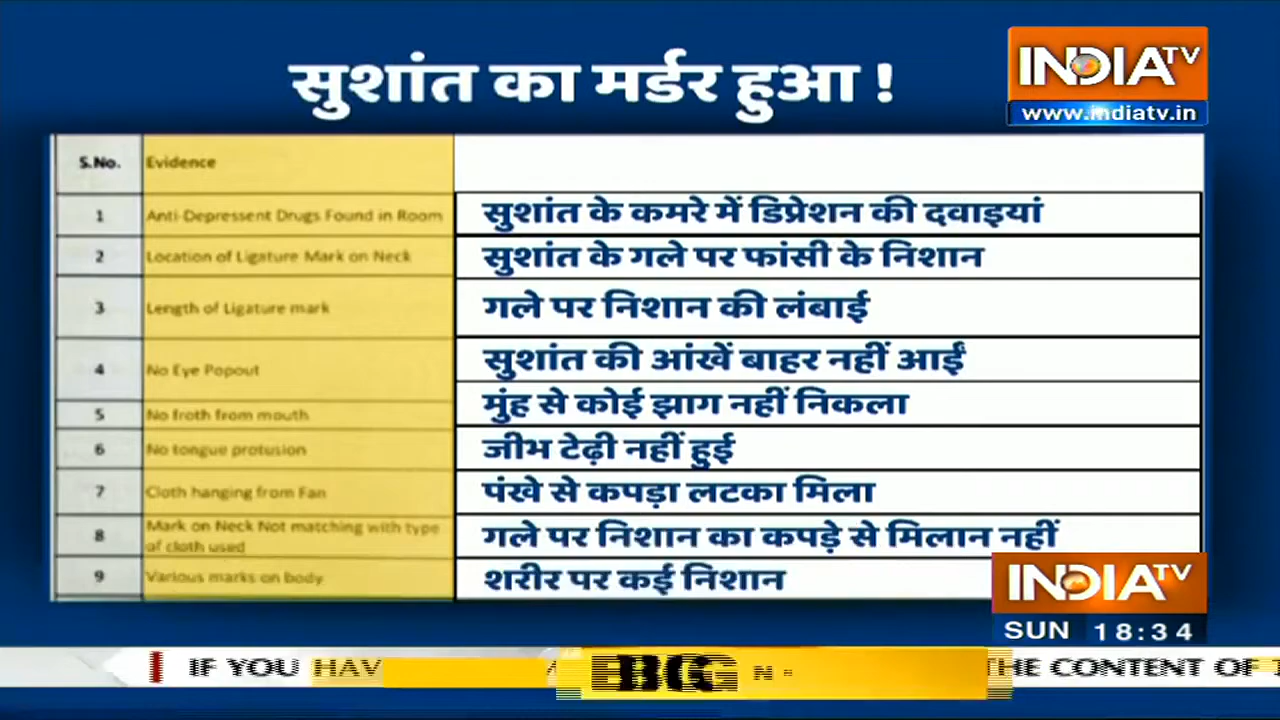 सुशांत का मर्डर हुआ !
INDIA TV
www.indiatv.in
S.No. Evidence
1 Anti-Depressent Drugs Found in Room सुशांत के कमरे में डिप्रेशन की दवाइयां
2 Location of Ligature Mark on Neck सुशांत के गले पर फांसी के निशान
3 Length of Ligature mark गले पर निशान की लंबाई
4 No Eye Popout सुशांत की आंखें बाहर नहीं आईं
5 No froth from mouth मुंह से कोई झाग नहीं निकला
6 No tongue protusion जीभ टेढ़ी नहीं हुई
7 Cloth hanging from Fan पंखे से कपड़ा लटका मिला
8 Mark on Neck Not matching with type
of cloth used गले पर निशान का कपड़े से मिलान नहीं
9 Various marks on body शरीर पर कई निशान
INDIA TV
SUN 18:34
IF YOU HAV THE CONTENT OF